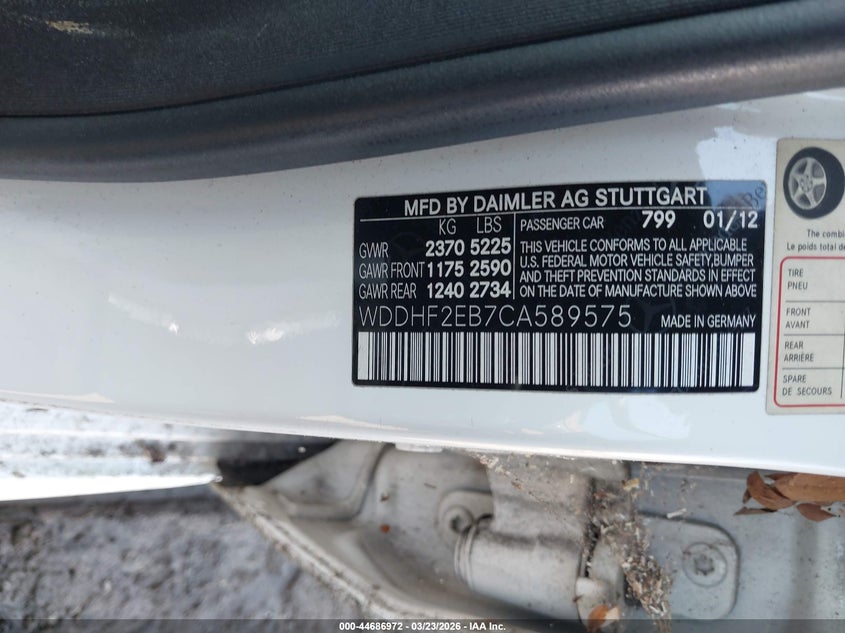 MFD BY DAIMLER AG STUTTGART
KG LBS PASSENGER CAR 799 01/12
GVWR 2370 5225
GAWR FRONT 1175 2590
GAWR REAR 1240 2734
THIS VEHICLE CONFORMS TO ALL APPLICABLE
U.S. FEDERAL MOTOR VEHICLE SAFETY, BUMPER
AND THEFT PREVENTION STANDARDS IN EFFECT
ON THE DATE OF MANUFACTURE SHOWN ABOVE
WDDHF2EB7CA589575 MADE IN GERMANY
The combi
Le poids total de
TIRE
PNEU
FRONT
AVANT
REAR
ARRIÈRE
SPARE
DE SECOURS
000-44686972 - 03/23/2026 - IAA Inc.